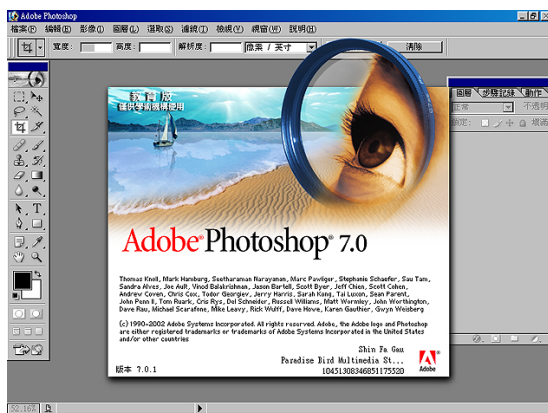 Adobe Photoshop
檔案(F) 編輯(E) 影像(I) 圖層(L) 選取(S) 濾鏡(T) 檢視(V) 視窗(W) 說明(H)
寬度: 高度: 解析度: 像素 / 英寸 清除
教育版
僅供學術機構使用
圖層 步驟記錄 動作
正常 不透明
鎖定: 填滿
Adobe® Photoshop® 7.0
Thomas Knoll, Mark Hamburg, Seetharaman Narayanan, Marc Pawliger, Stephanie Schaefer, Sau Tam,
Sandra Alves, Joe Ault, Vinod Balakrishnan, Jason Bartell, Scott Byer, Jeff Chien, Scott Cohen,
Andrew Coven, Chris Cox, Todor Georgiev, Jerry Harris, Sarah Kong, Tai Luxon, Sean Parent,
John Penn II, Tom Ruark, Cris Rys, Del Schneider, Russell Williams, Matt Wormley, John Worthington,
Dave Rau, Michael Scarafone, Mike Leavy, Rick Wulff, Dave Howe, Karen Gauthier, Gwyn Weisberg
(c) 1990-2002 Adobe Systems Incorporated. All rights reserved. Adobe, the Adobe logo and Photoshop
are either registered trademarks or trademarks of Adobe Systems Incorporated in the United States
and/or other countries
Shin Fa Gau
Paradise Bird Multimedia St...
版本 7.0.1 1045130834685117552D
Adobe
52.16%